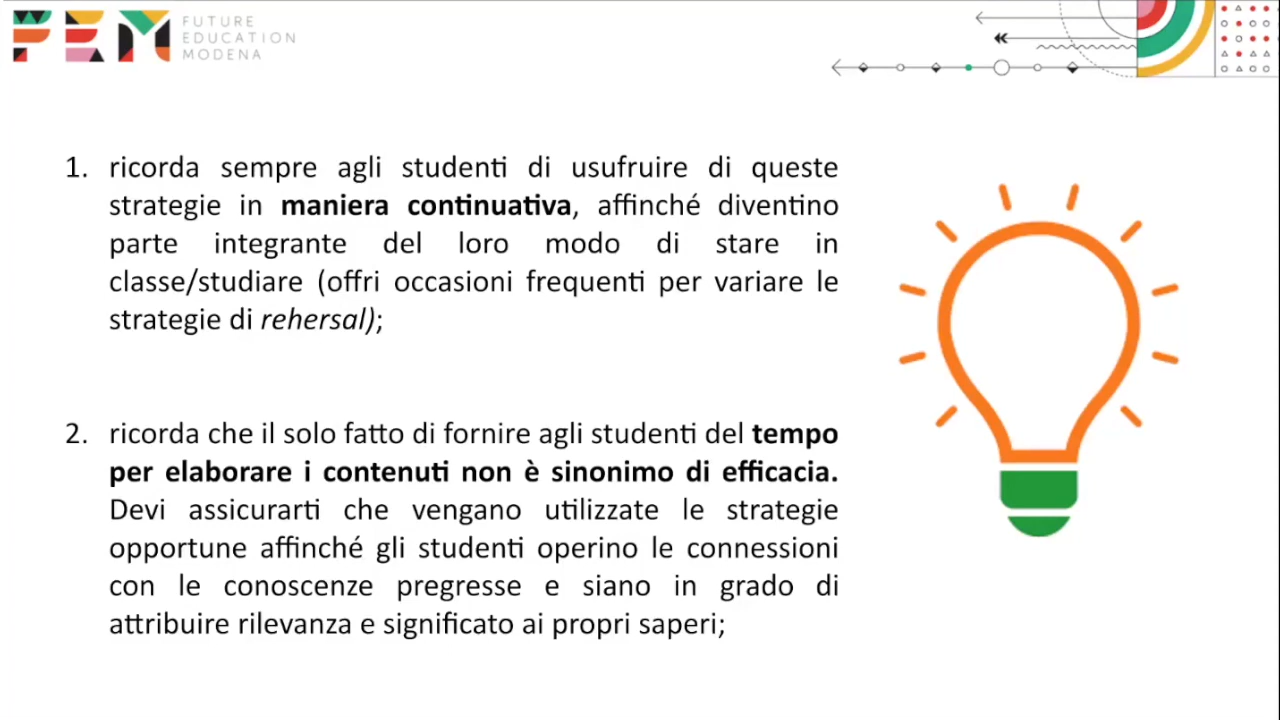 FEM
FUTURE
EDUCATION
MODENA
1. ricorda sempre agli studenti di usufruire di queste
strategie in maniera continuativa, affinché diventino
parte integrante del loro modo di stare in
classe/studiare (offri occasioni frequenti per variare le
strategie di rehersal);
2. ricorda che il solo fatto di fornire agli studenti del tempo
per elaborare i contenuti non è sinonimo di efficacia.
Devi assicurarti che vengano utilizzate le strategie
opportune affinché gli studenti operino le connessioni
con le conoscenze pregresse e siano in grado di
attribuire rilevanza e significato ai propri saperi;